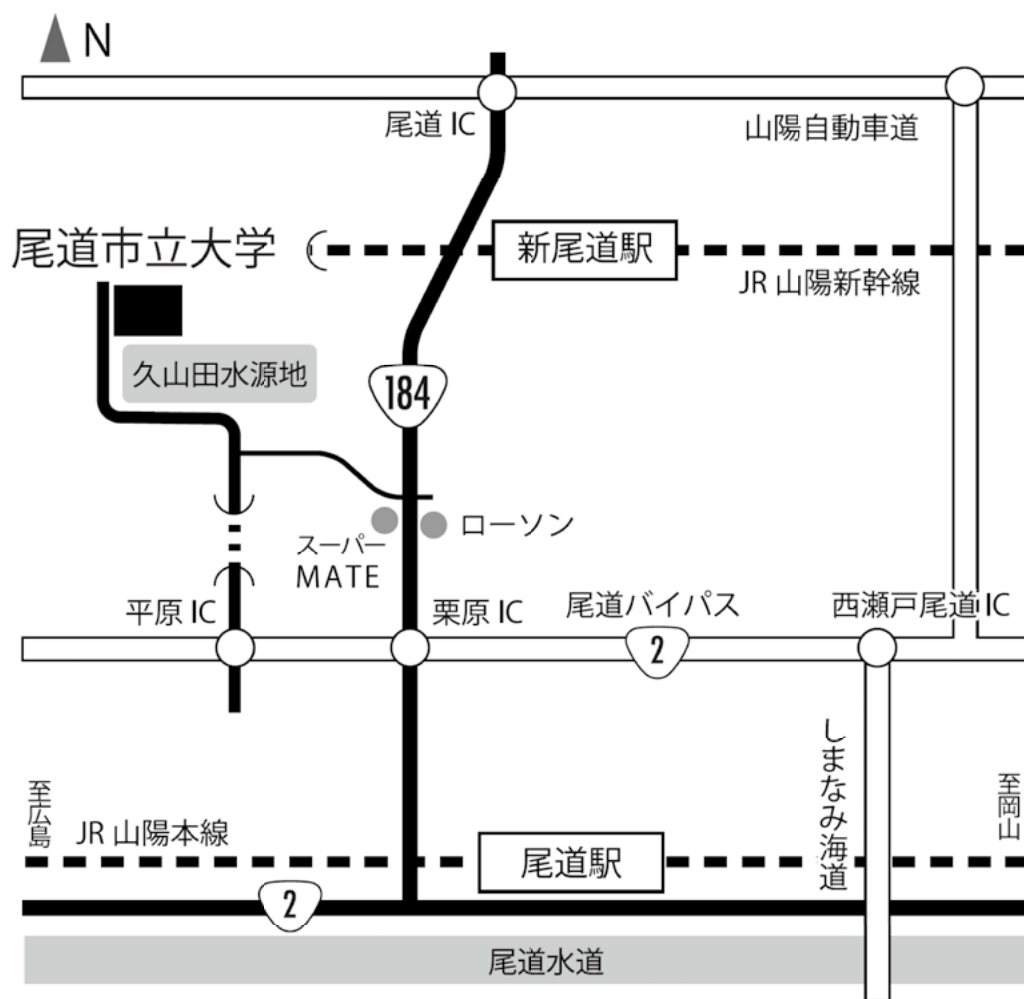 N
尾道 IC
山陽自動車道
尾道市立大学
新尾道駅
JR 山陽新幹線
久山田水源地
184
ローソン
スーパー
MATE
平原 IC
栗原 IC
尾道バイパス
西瀬戸尾道 IC
2
しまなみ海道
至広島
至岡山
JR 山陽本線
尾道駅
2
尾道水道